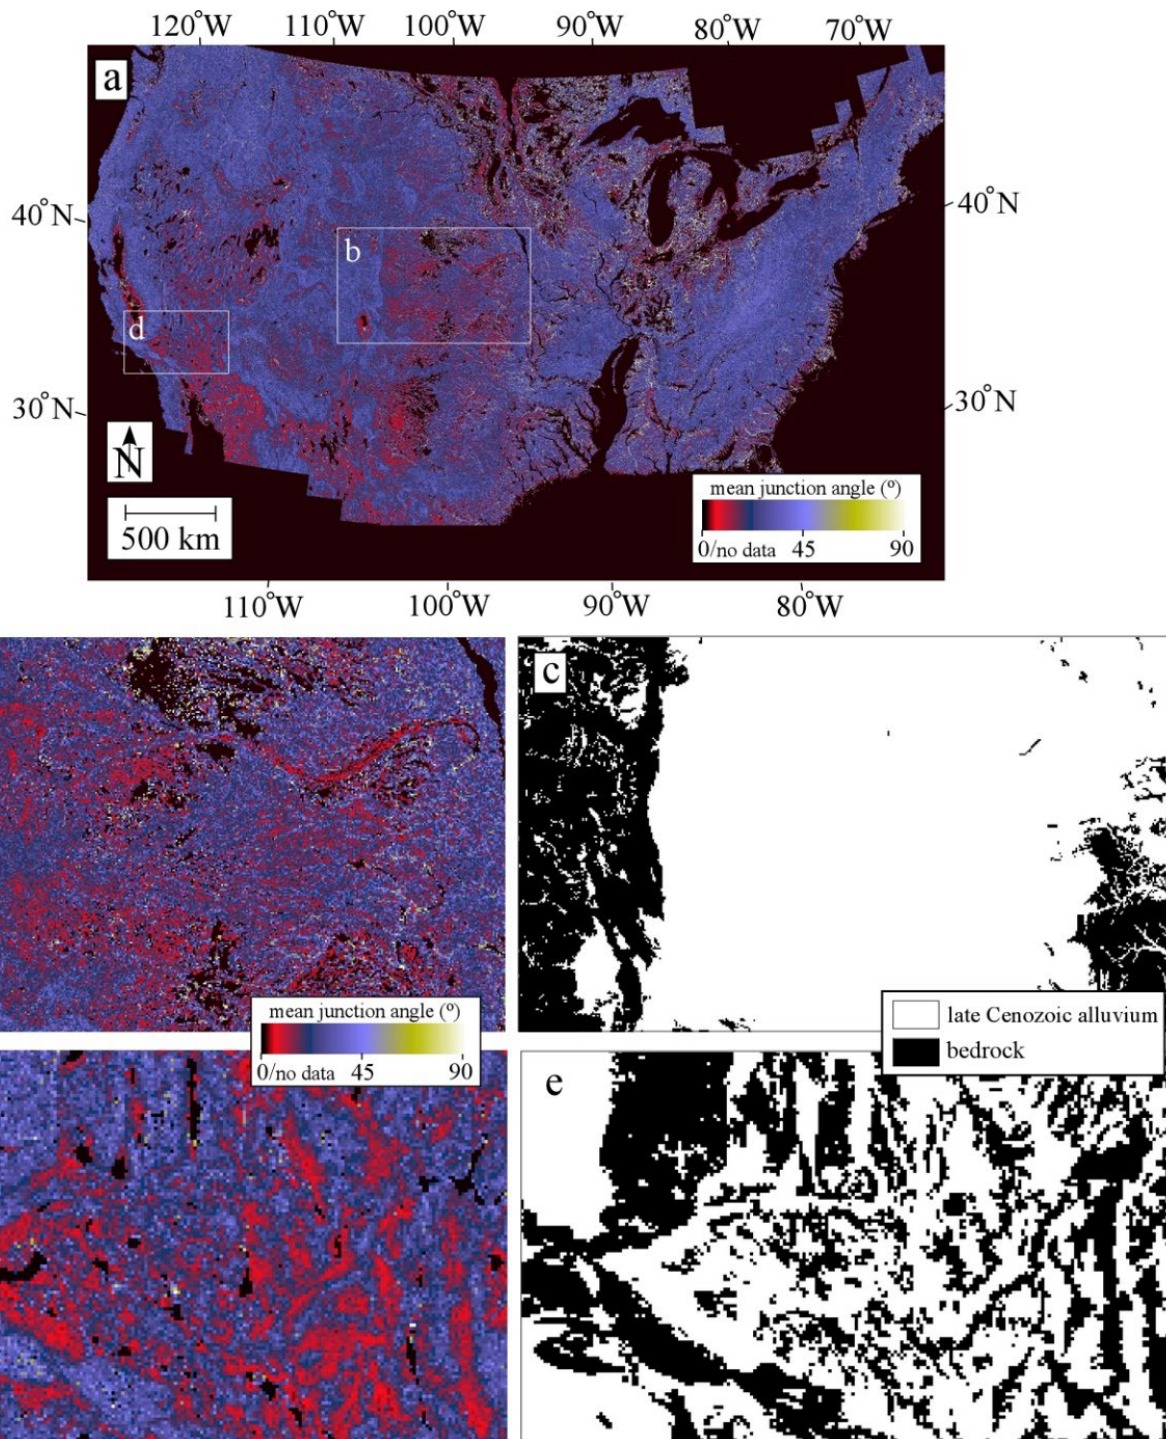 120°W 110°W 100°W 90°W 80°W 70°W
a
40°N 40°N
b
d
30°N 30°N
N
500 km
mean junction angle (º)
0/no data 45 90
110°W 100°W 90°W 80°W
c
mean junction angle (º)
0/no data 45 90
late Cenozoic alluvium
bedrock
e